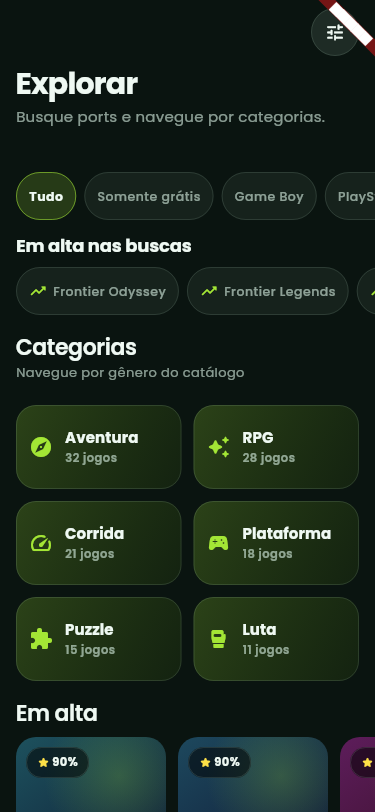 Explorar
Busque ports e navegue por categorias.
Tudo
Somente grátis
Game Boy
PlayS
Em alta nas buscas
Frontier Odyssey
Frontier Legends
Categorias
Navegue por gênero do catálogo
Aventura
32 jogos
RPG
28 jogos
Corrida
21 jogos
Plataforma
18 jogos
Puzzle
15 jogos
Luta
11 jogos
Em alta
90%
90%